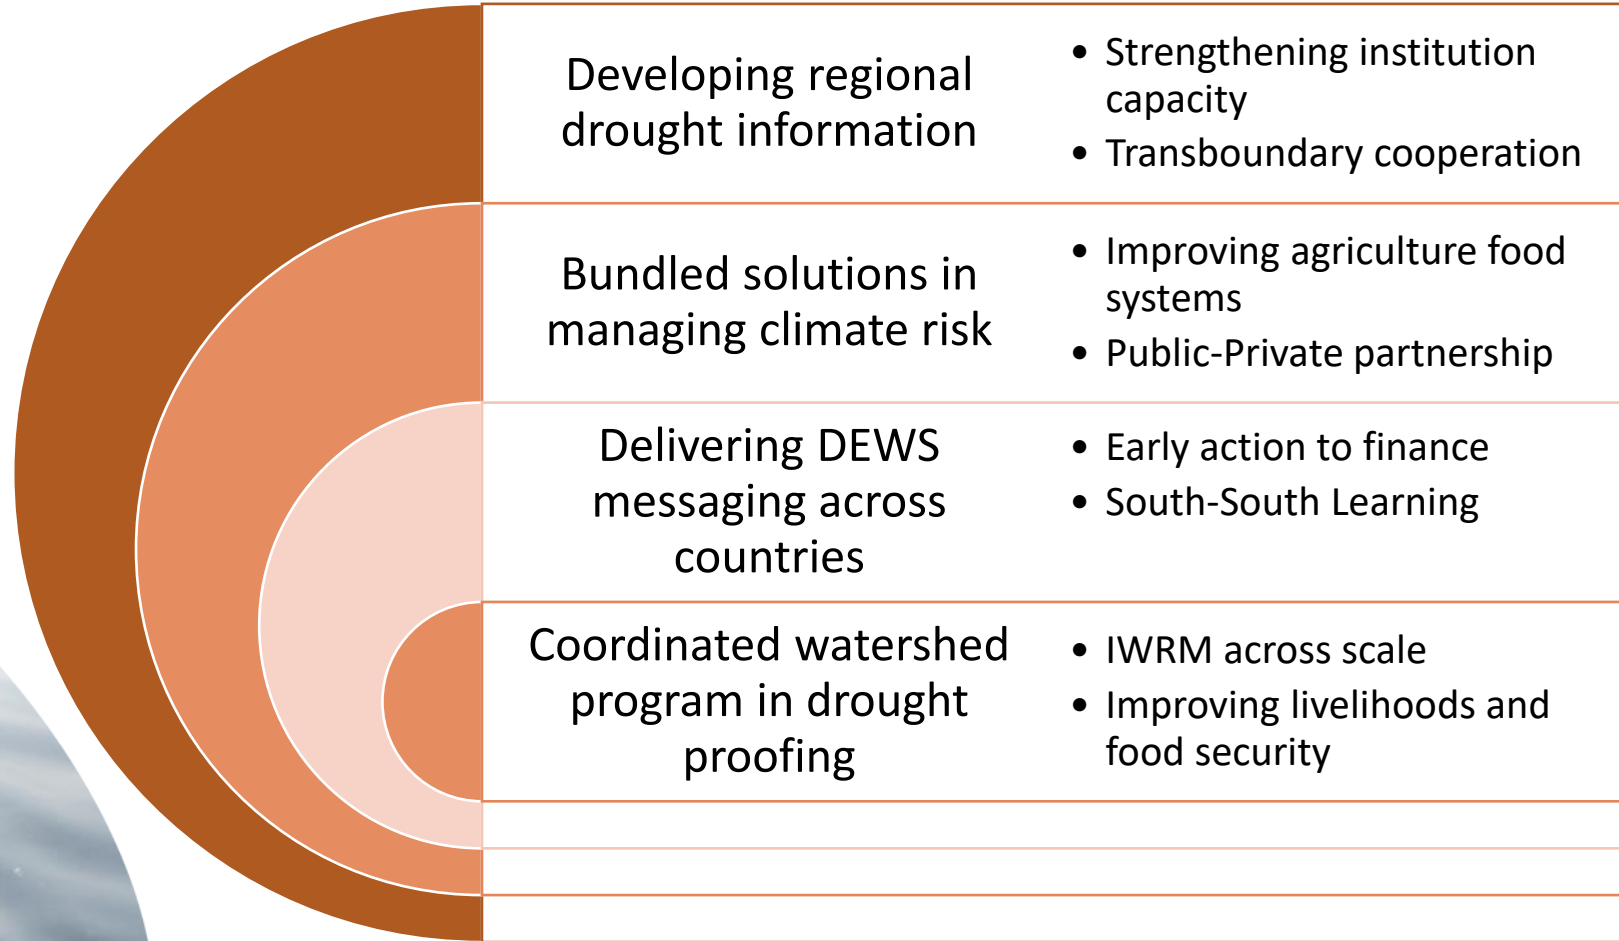 Developing regional
drought information
• Strengthening institution
capacity
• Transboundary cooperation
Bundled solutions in
managing climate risk
• Improving agriculture food
systems
• Public-Private partnership
Delivering DEWS
messaging across
countries
• Early action to finance
• South-South Learning
Coordinated watershed
program in drought
proofing
• IWRM across scale
• Improving livelihoods and
food security